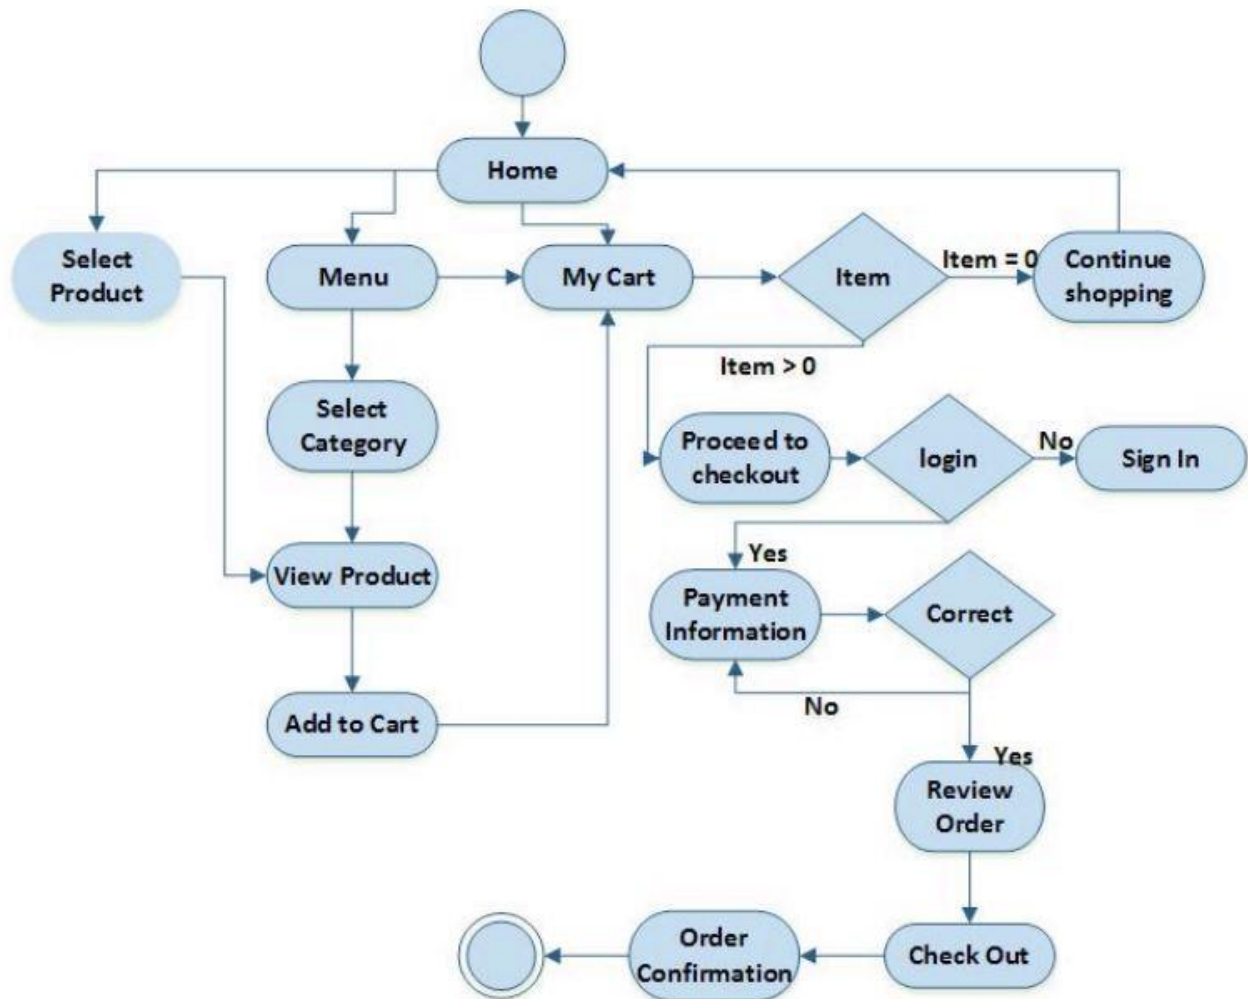 Home
Select
Product
Menu
My Cart
Item
Item = 0
Continue
shopping
Item > 0
Select
Category
Proceed to
checkout
login
No
Sign In
Yes
View Product
Payment
Information
Correct
No
Add to Cart
Yes
Review
Order
Order
Confirmation
Check Out